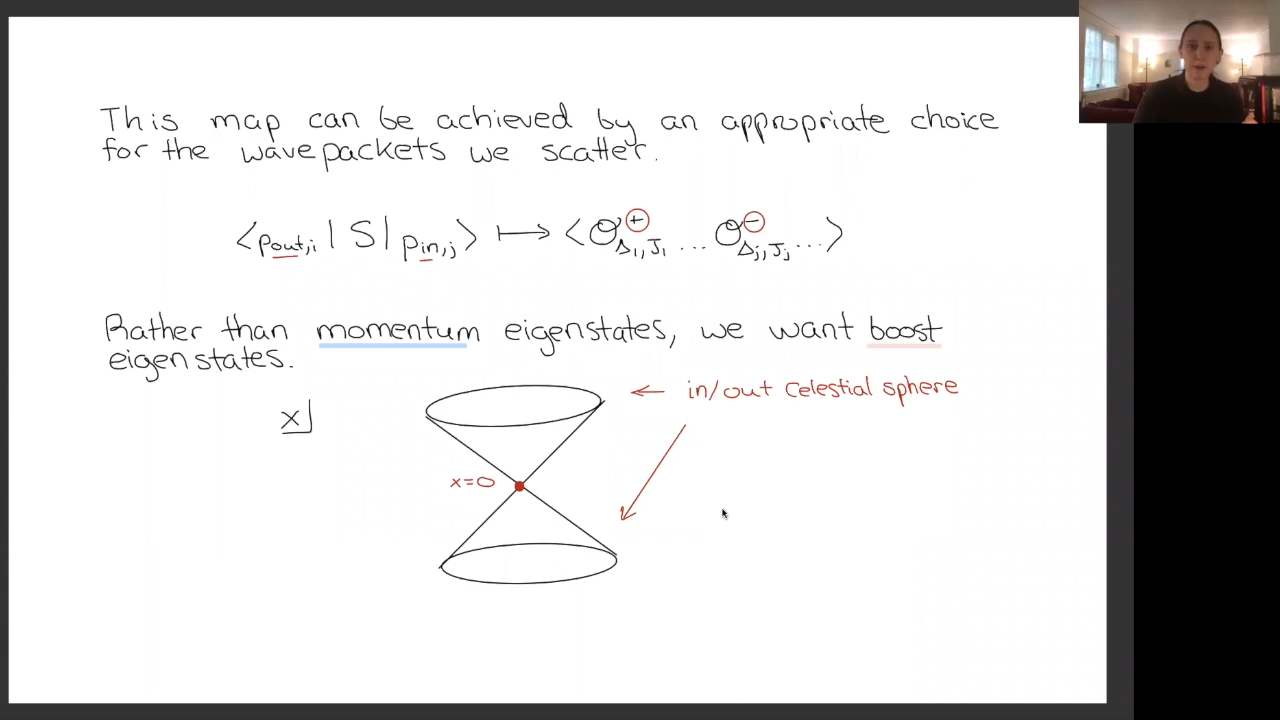 This map can be achieved by an appropriate choice
for the wavepackets we scatter.
⟨p_out,i | S | p_in,j⟩ ⟼ ⟨O^+_Δ₁,J₁ ... O^-_Δj,Jj ...⟩
Rather than momentum eigenstates, we want boost
eigenstates.
← in/out celestial sphere
x
x=0